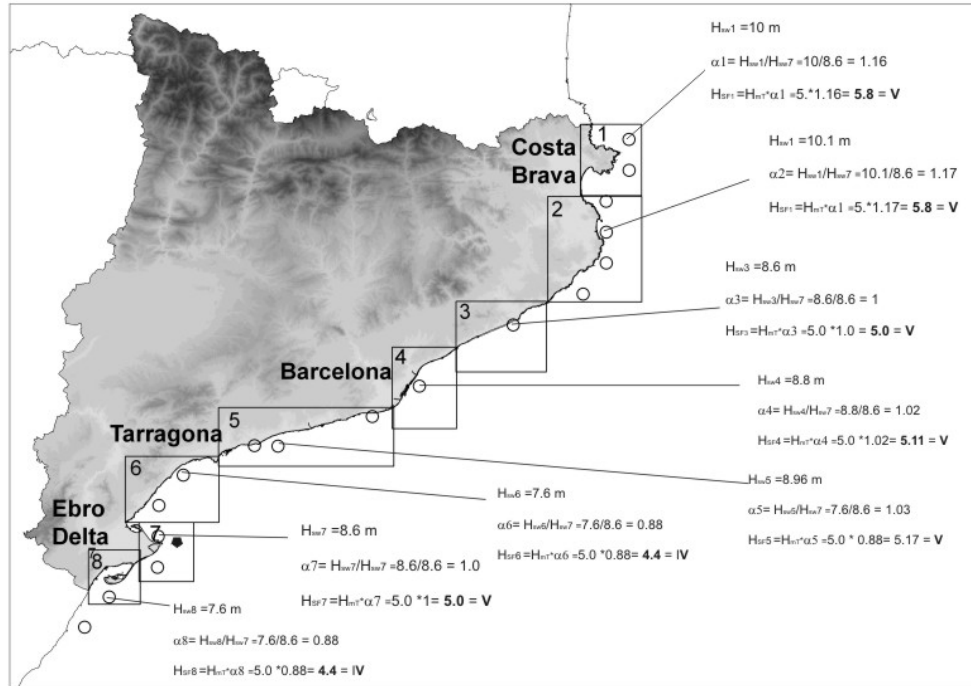 Hsw1 =10 m
α1= Hsw1/Hsw7 =10/8.6 = 1.16
HSF1=HmT*α1 =5.*1.16= 5.8 = V
1
Costa
Brava
Hsw1 =10.1 m
α2= Hsw1/Hsw7 =10.1/8.6 = 1.17
HSF1=HmT*α1 =5.*1.17= 5.8 = V
2
Hsw3 =8.6 m
α3= Hsw3/Hsw7 =8.6/8.6 = 1
HSF3=HmT*α3 =5.0 *1.0 = 5.0 = V
3
4
Barcelona
Hsw4 =8.8 m
α4= Hsw4/Hsw7 =8.8/8.6 = 1.02
HSF4=HmT*α4 =5.0 *1.02= 5.11 = V
5
Tarragona
6
Hsw5 =8.96 m
α5= Hsw5/Hsw7 =7.6/8.6 = 1.03
HSF5=HmT*α5 =5.0 * 0.88= 5.17 = V
Hsw6 =7.6 m
α6= Hsw6/Hsw7 =7.6/8.6 = 0.88
HSF6=HmT*α6 =5.0 *0.88= 4.4 = IV
Ebro
Delta
7
Hsw7 =8.6 m
α7= Hsw7/Hsw7 =8.6/8.6 = 1.0
HSF7=HmT*α7 =5.0 *1= 5.0 = V
7
8
Hsw8 =7.6 m
α8= Hsw8/Hsw7 =7.6/8.6 = 0.88
HSF8=HmT*α8 =5.0 *0.88= 4.4 = IV